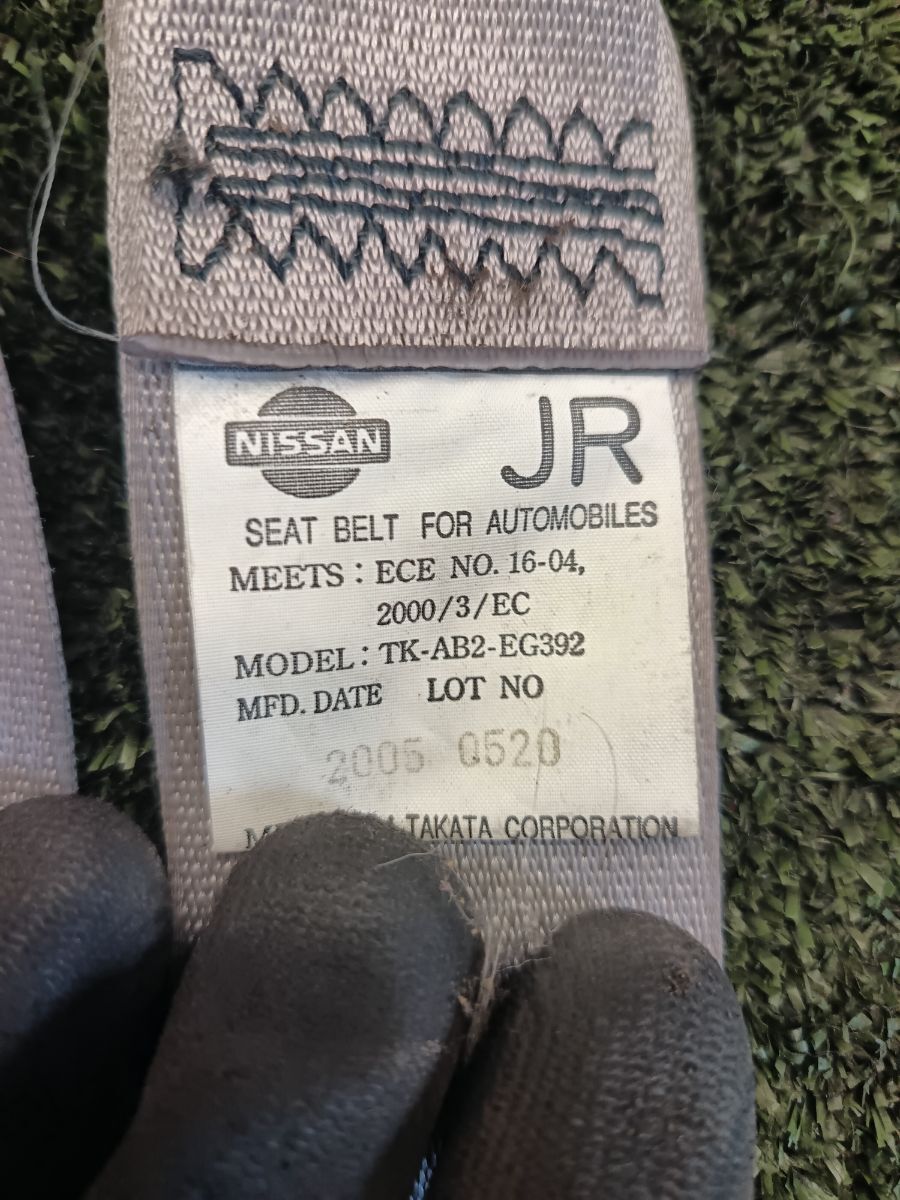 NISSAN
JR
SEAT BELT FOR AUTOMOBILES
MEETS : ECE NO. 16-04,
2000/3/EC
MODEL : TK-AB2-EG392
MFD. DATE LOT NO
2005 0520
TAKATA CORPORATION